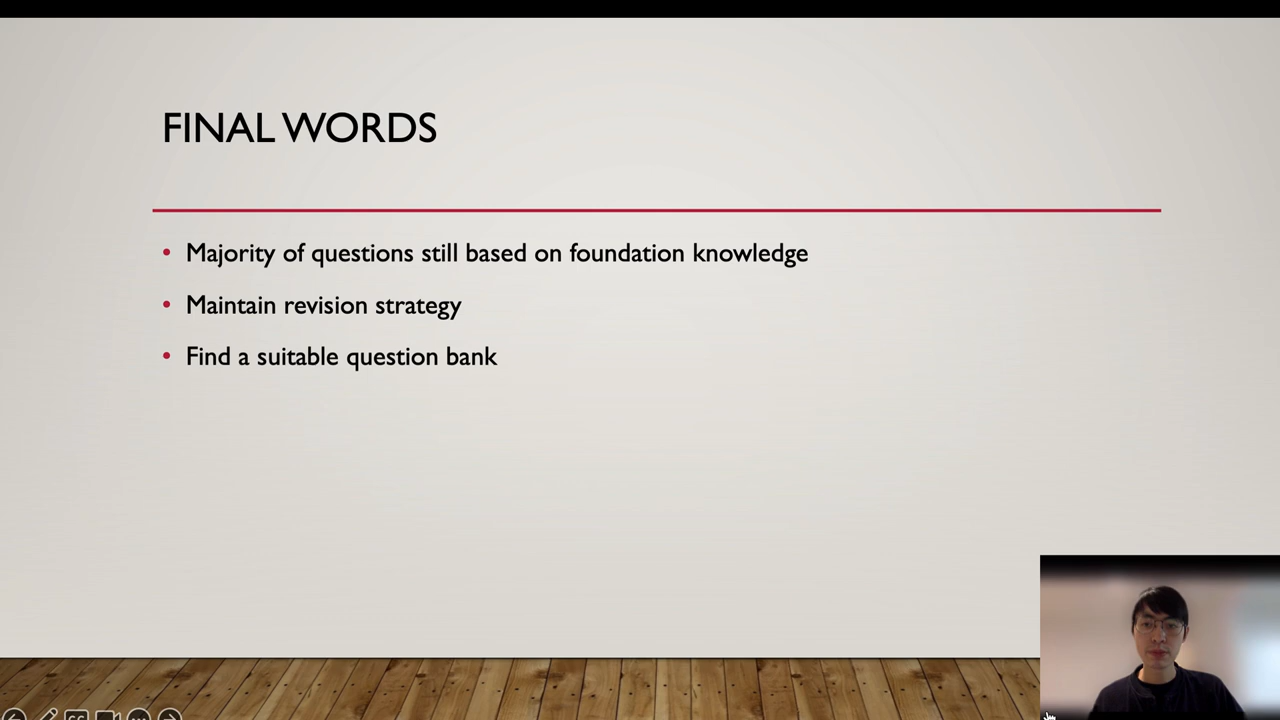 FINAL WORDS
Majority of questions still based on foundation knowledge
Maintain revision strategy
Find a suitable question bank